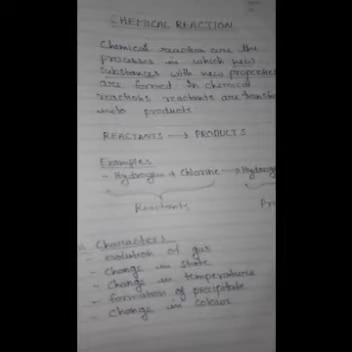 CHEMICAL REACTION
Chemical reaction are the
processes in which new
substances with new properties
are formed In chemical
reactions reactants are
into products
REACTANTS → PRODUCTS
Examples
- Hydrogen + Chlorine →
Reactants
Characters
- evolution of gas
- change in state
- change in temperature
- formation of precipitate
- change in colour